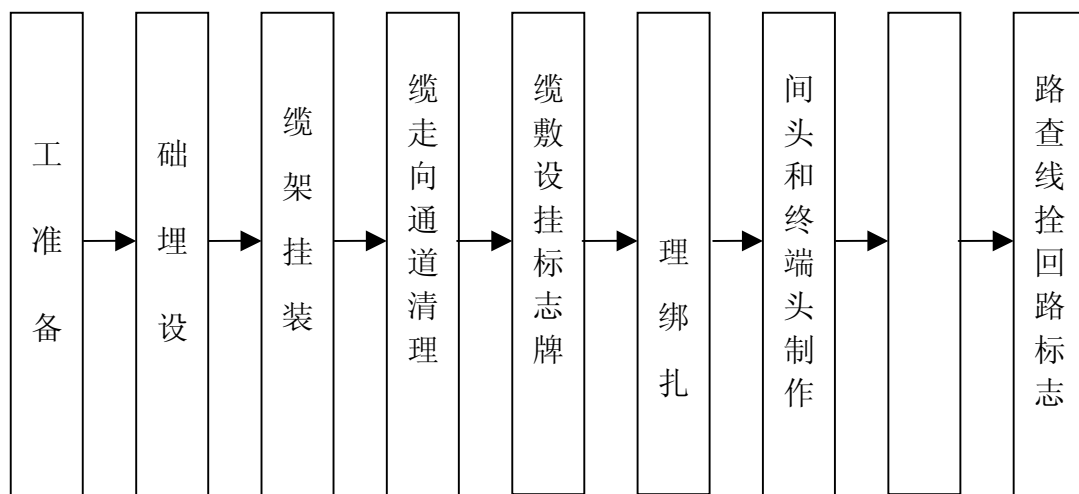 工准备
础埋设
缆架挂装
缆走向通道清理
缆敷设挂标志牌
理绑扎
间头和终端头制作
路查线拴回路标志